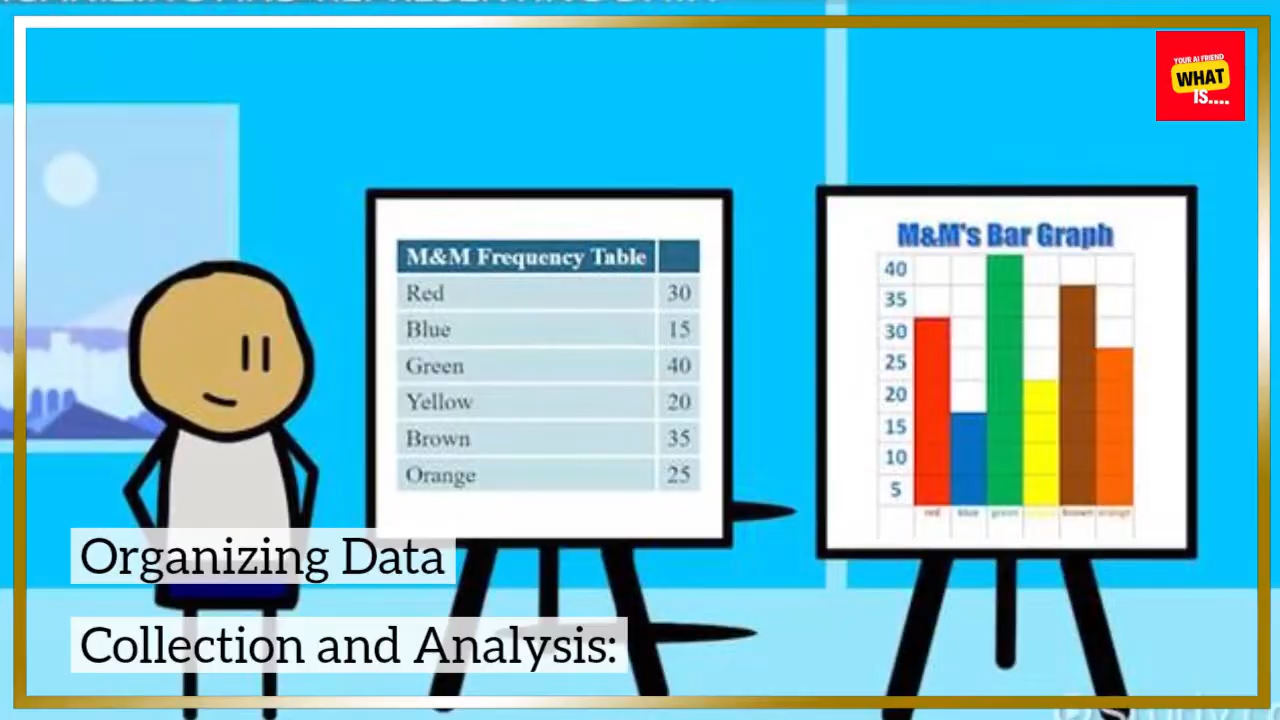 YOUR AI FRIEND
WHAT
IS....
M&M Frequency Table
Red 30
Blue 15
Green 40
Yellow 20
Brown 35
Orange 25
M&M's Bar Graph
40
35
30
25
20
15
10
5
red blue green brown orange
Organizing Data
Collection and Analysis: